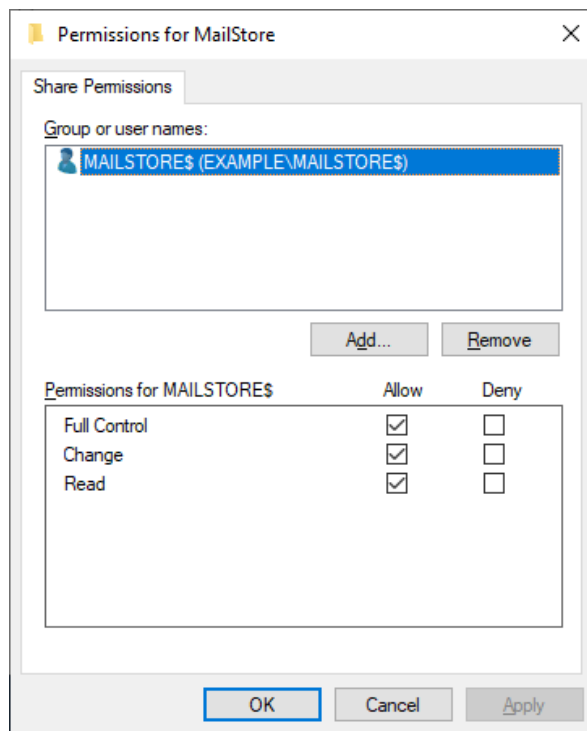 Permissions for MailStore
Share Permissions
Group or user names:
MAILSTORE$ (EXAMPLE\MAILSTORE$)
Add... Remove
Permissions for MAILSTORE$ Allow Deny
Full Control
Change
Read
OK Cancel Apply